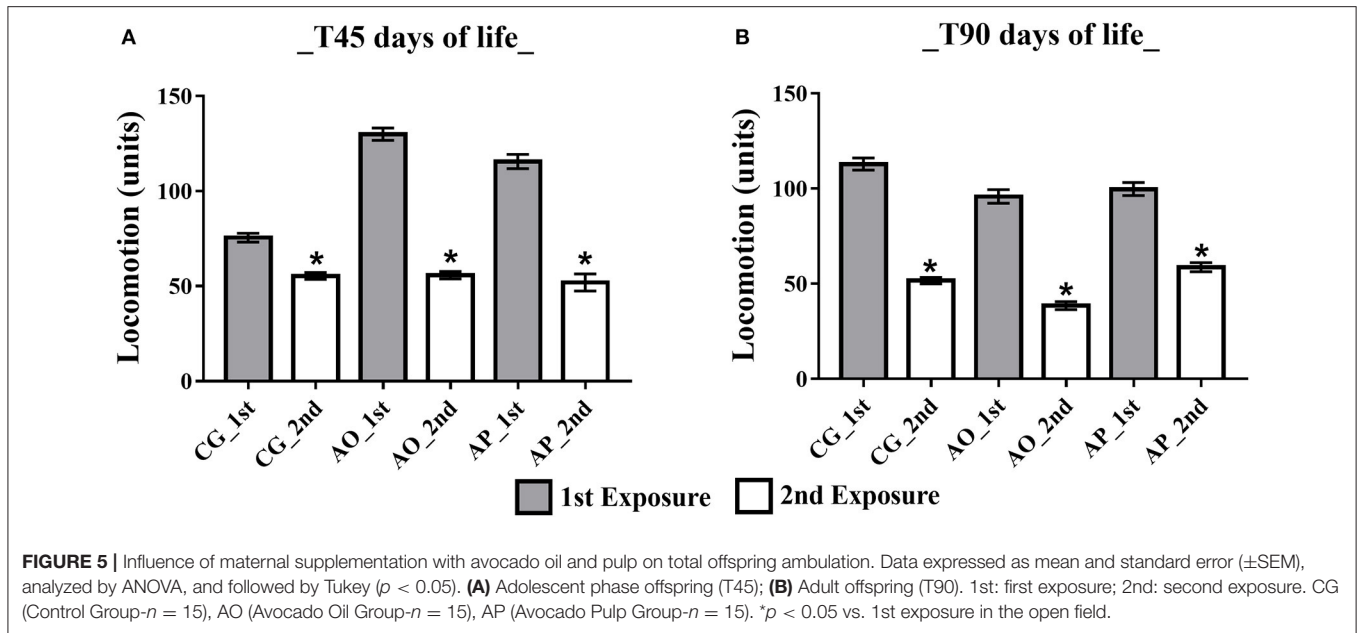 A
_T45 days of life_
Locomotion (units)
150
100
50
0
*
*
*
CG_1st
CG_2nd
AO_1st
AO_2nd
AP_1st
AP_2nd
B
_T90 days of life_
Locomotion (units)
150
100
50
0
*
*
*
CG_1st
CG_2nd
AO_1st
AO_2nd
AP_1st
AP_2nd
1st Exposure 2nd Exposure
FIGURE 5 | Influence of maternal supplementation with avocado oil and pulp on total offspring ambulation. Data expressed as mean and standard error (±SEM),
analyzed by ANOVA, and followed by Tukey (p < 0.05). (A) Adolescent phase offspring (T45); (B) Adult offspring (T90). 1st: first exposure; 2nd: second exposure. CG
(Control Group-n = 15), AO (Avocado Oil Group-n = 15), AP (Avocado Pulp Group-n = 15). *p < 0.05 vs. 1st exposure in the open field.